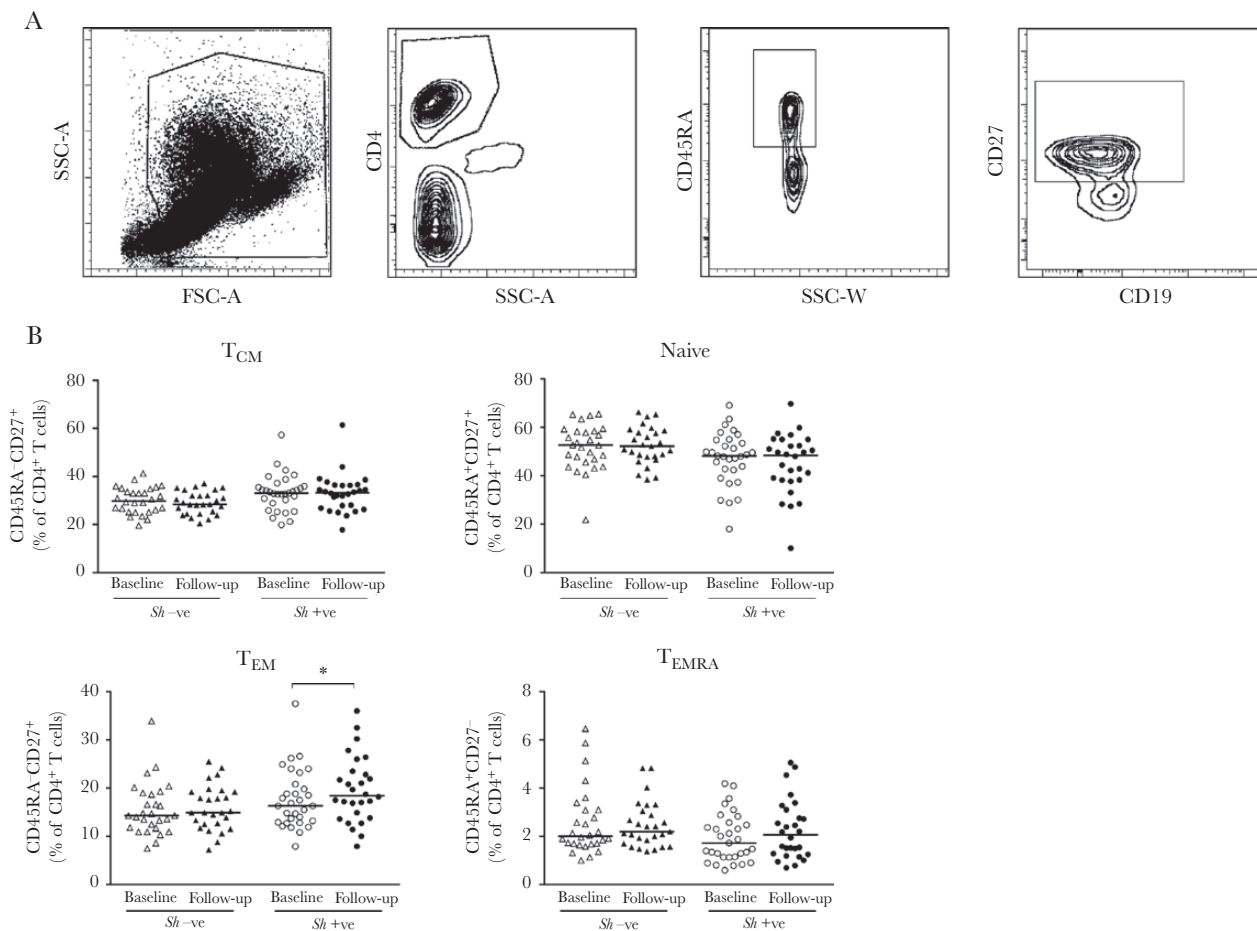 A
SSC-A
FSC-A
CD4
SSC-A
CD45RA
SSC-W
CD27
CD19
B
T_CM
CD45RA⁻CD27⁺
(% of CD4⁺ T cells)
80
60
40
20
0
Baseline Follow-up Baseline Follow-up
Sh –ve Sh +ve
Naive
CD45RA⁺CD27⁺
(% of CD4⁺ T cells)
80
60
40
20
0
Baseline Follow-up Baseline Follow-up
Sh –ve Sh +ve
T_EM
*
CD45RA⁻CD27⁺
(% of CD4⁺ T cells)
40
30
20
10
0
Baseline Follow-up Baseline Follow-up
Sh –ve Sh +ve
T_EMRA
CD45RA⁺CD27⁻
(% of CD4⁺ T cells)
8
6
4
2
0
Baseline Follow-up Baseline Follow-up
Sh –ve Sh +ve